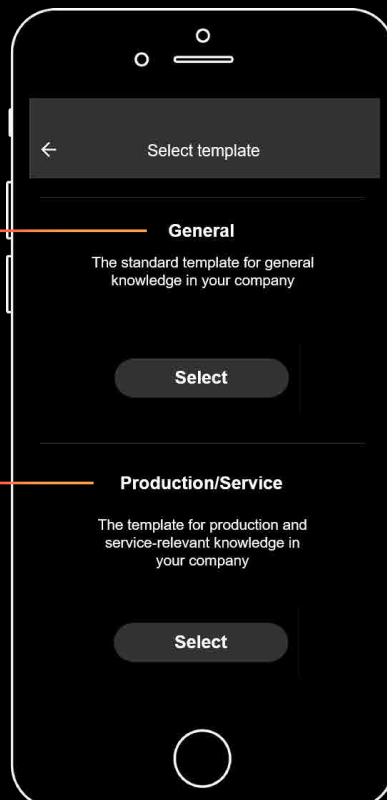 Select template
General
The standard template for general
knowledge in your company
Select
Production/Service
The template for production and
service-relevant knowledge in
your company
Select